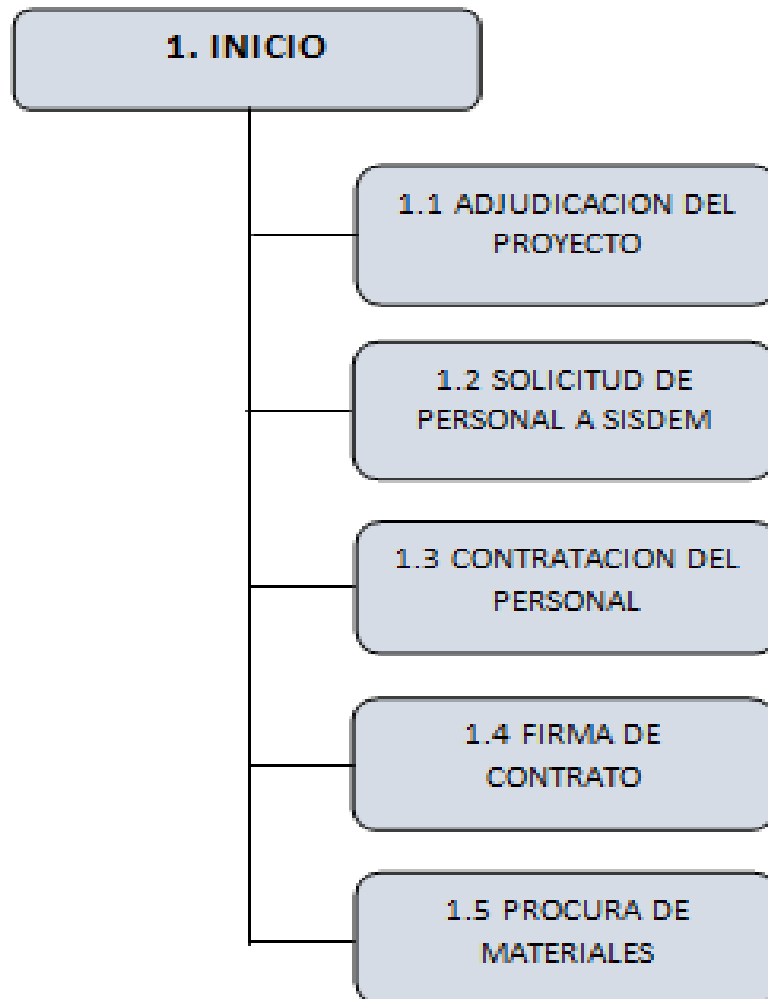 1. INICIO
1.1 ADJUDICACION DEL
PROYECTO
1.2 SOLICITUD DE
PERSONAL A SISDEM
1.3 CONTRATACION DEL
PERSONAL
1.4 FIRMA DE
CONTRATO
1.5 PROCURA DE
MATERIALES